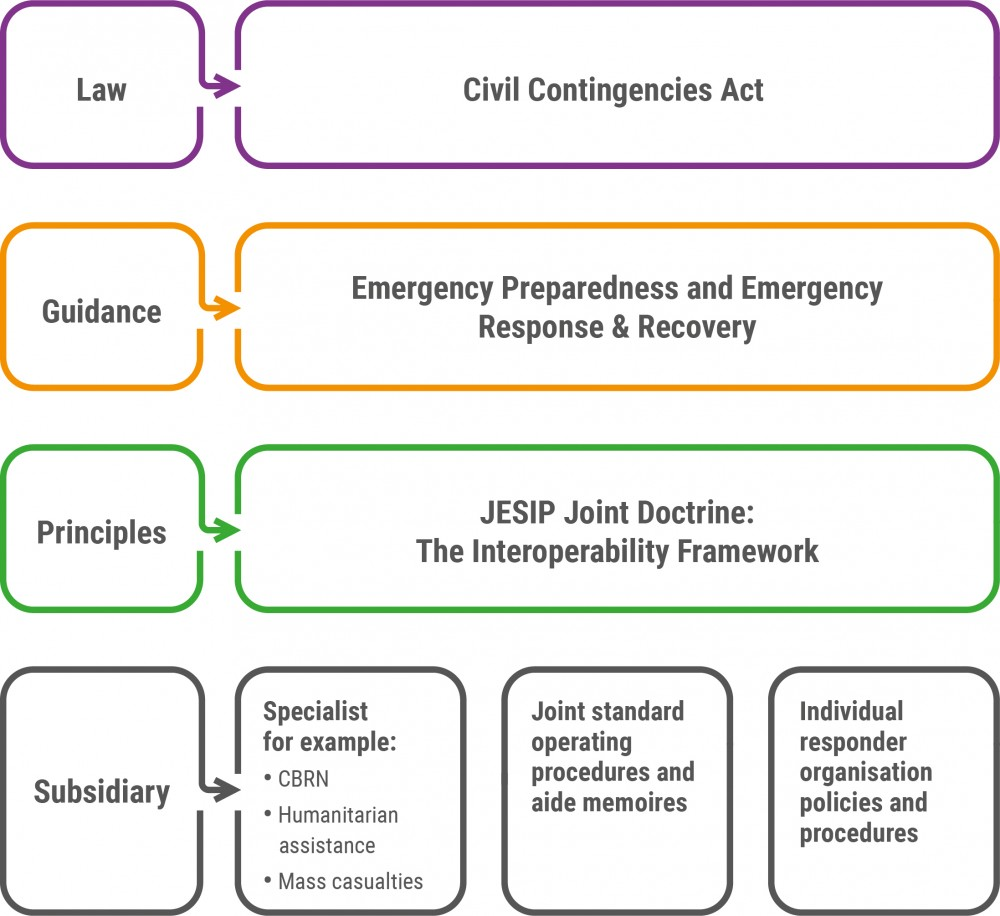 Law
Civil Contingencies Act
Guidance
Emergency Preparedness and Emergency
Response & Recovery
Principles
JESIP Joint Doctrine:
The Interoperability Framework
Subsidiary
Specialist
for example:
• CBRN
• Humanitarian
assistance
• Mass casualties
Joint standard
operating
procedures and
aide memoires
Individual
responder
organisation
policies and
procedures